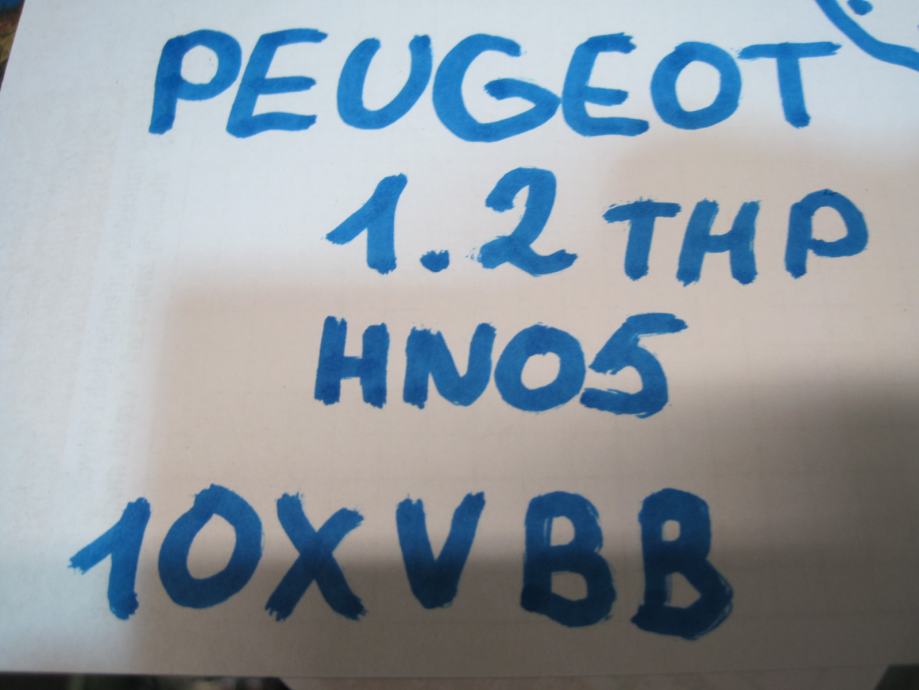 PEUGEOT
1.2 THP
HN05
10XVBB